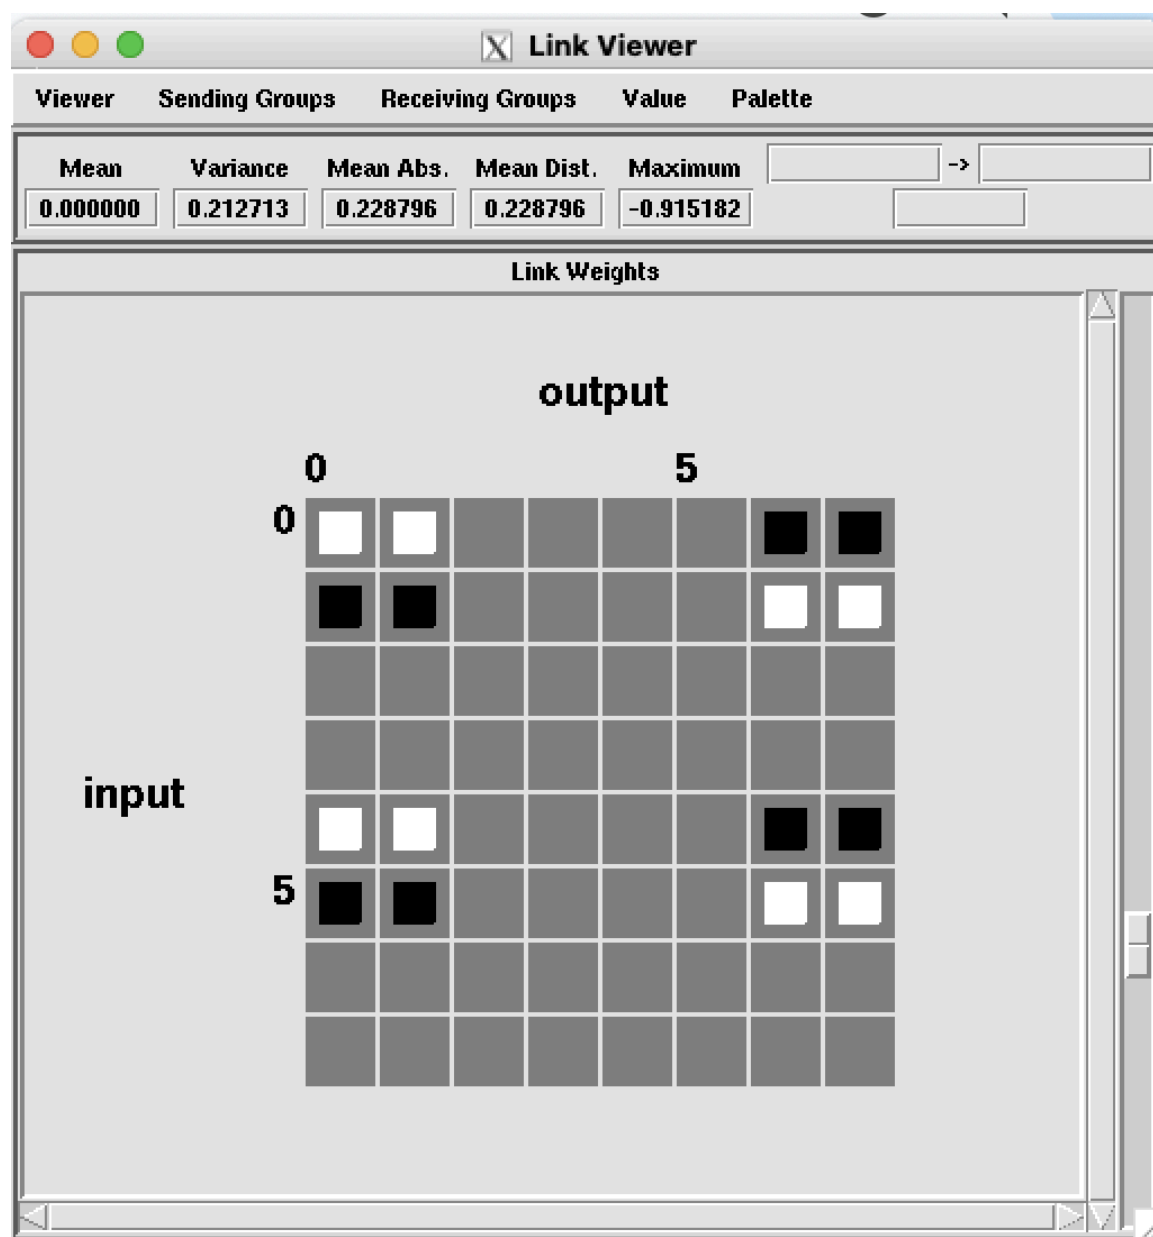 Link Viewer
Viewer Sending Groups Receiving Groups Value Palette
Mean Variance Mean Abs. Mean Dist. Maximum ->
0.000000 0.212713 0.228796 0.228796 -0.915182
Link Weights
output
0 5
0
input
5